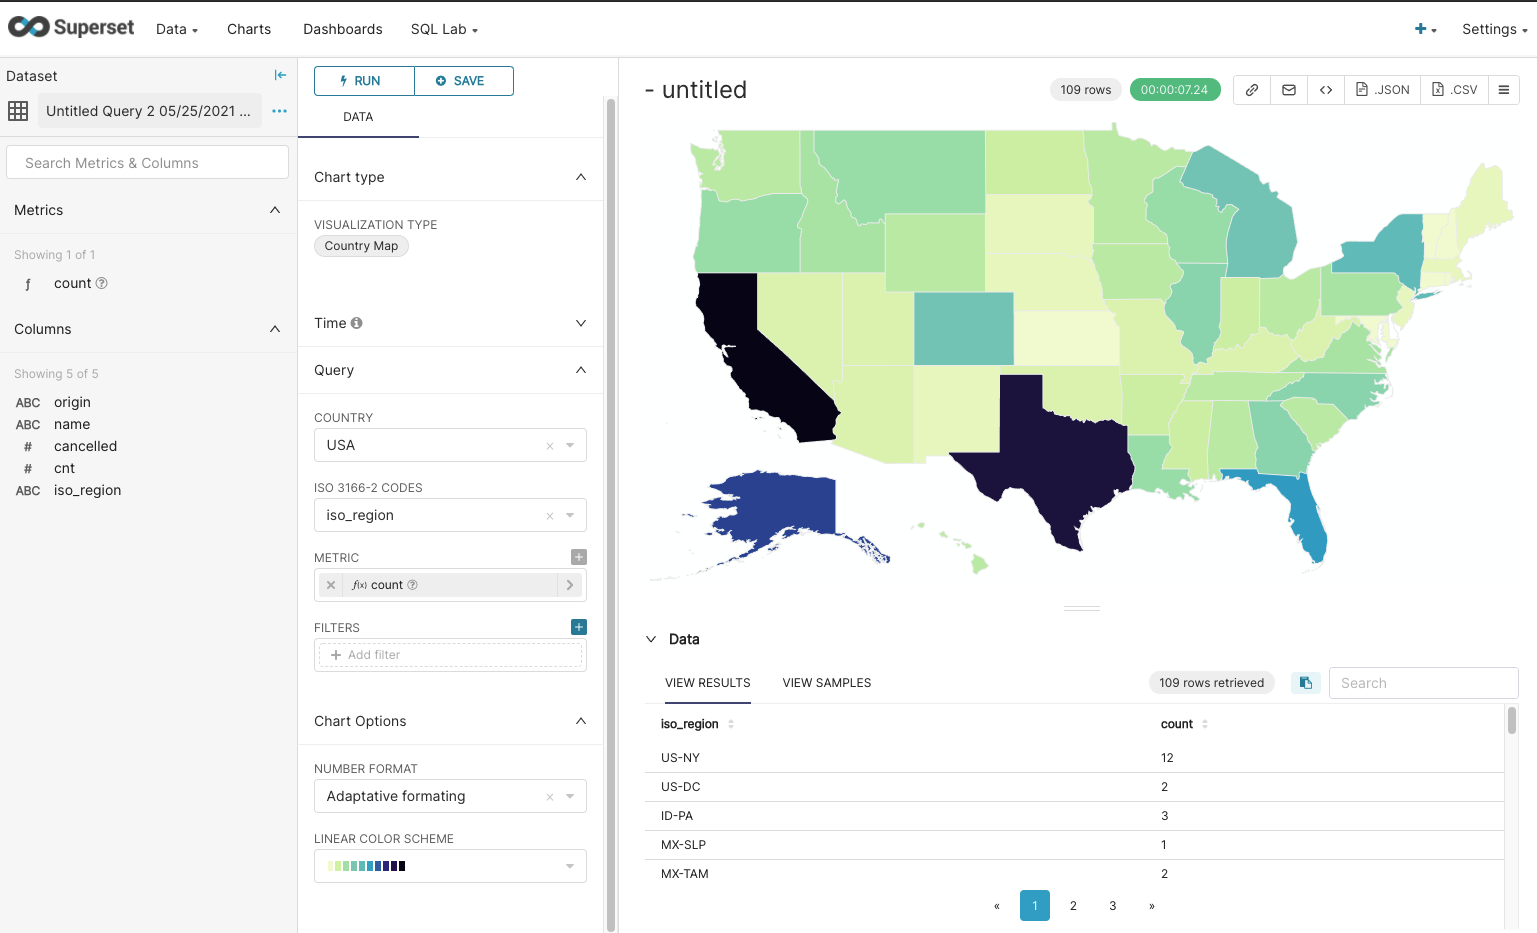 Superset
Data
Charts
Dashboards
SQL Lab
Settings
Dataset
Untitled Query 2 05/25/2021 ...
Search Metrics & Columns
Metrics
Showing 1 of 1
ƒ count
Columns
Showing 5 of 5
ABC origin
ABC name
# cancelled
# cnt
ABC iso_region
RUN
SAVE
DATA
Chart type
VISUALIZATION TYPE
Country Map
Time
Query
COUNTRY
USA
ISO 3166-2 CODES
iso_region
METRIC
ƒ(x) count
FILTERS
Add filter
Chart Options
NUMBER FORMAT
Adaptative formating
LINEAR COLOR SCHEME
- untitled
109 rows
00:00:07.24
.JSON
.CSV
Data
VIEW RESULTS
VIEW SAMPLES
109 rows retrieved
Search
iso_region count
US-NY 12
US-DC 2
ID-PA 3
MX-SLP 1
MX-TAM 2
« 1 2 3 »